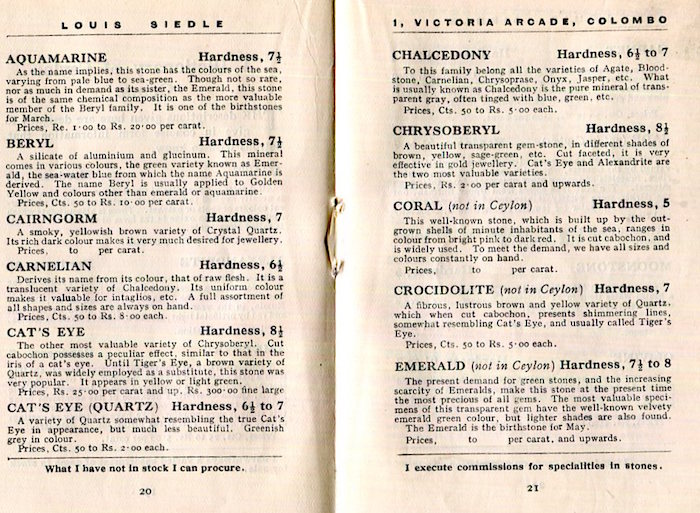 LOUIS SIEDLE
AQUAMARINE Hardness, 7½
As the name implies, this stone has the colours of the sea,
varying from pale blue to sea-green. Though not so rare,
nor as much in demand as its sister, the Emerald, this stone
is of the same chemical composition as the more valuable
member of the Beryl family. It is one of the birthstones
for March.
Prices, Re. 1·00 to Rs. 20·00 per carat.
BERYL Hardness, 7½
A silicate of aluminium and glucinum. This mineral
comes in various colours, the green variety known as Emer-
ald, the sea-water blue from which the name Aquamarine is
derived. The name Beryl is usually applied to Golden
Yellow and colours other than emerald or aquamarine.
Prices, Cts. 50 to Rs. 10·00 per carat.
CAIRNGORM Hardness, 7
A smoky, yellowish brown variety of Crystal Quartz.
Its rich dark colour makes it very much desired for jewellery.
Prices, to per carat.
CARNELIAN Hardness, 6½
Derives its name from its colour, that of raw flesh. It is a
translucent variety of Chalcedony. Its uniform colour
makes it valuable for intaglios, etc. A full assortment of
all shapes and sizes are always on hand.
Prices, Cts. 50 to Rs. 8·00 each.
CAT'S EYE Hardness, 8½
The other most valuable variety of Chrysoberyl. Cut
cabochon possesses a peculiar effect, similar to that in the
iris of a cat's eye. Until Tiger's Eye, a brown variety of
Quartz, was widely employed as a substitute, this stone was
very popular. It appears in yellow or light green.
Prices, Rs. 25·00 per carat and up. Rs. 300·00 fine large
CAT'S EYE (QUARTZ) Hardness, 6½ to 7
A variety of Quartz somewhat resembling the true Cat's
Eye in appearance, but much less beautiful. Greenish
grey in colour.
Prices, Cts. 50 to Rs. 2·00 each.
What I have not in stock I can procure.
20
1, VICTORIA ARCADE, COLOMBO
CHALCEDONY Hardness, 6½ to 7
To this family belong all the varieties of Agate, Blood-
stone, Carnelian, Chrysoprase, Onyx, Jasper, etc. What
is usually known as Chalcedony is the pure mineral of trans-
parent gray, often tinged with blue, green, etc.
Prices, Cts. 50 to Rs. 5·00 each.
CHRYSOBERYL Hardness, 8½
A beautiful transparent gem-stone, in different shades of
brown, yellow, sage-green, etc. Cut faceted, it is very
effective in gold jewellery. Cat's Eye and Alexandrite are
the two most valuable varieties.
Prices, Rs. 2·00 per carat and upwards.
CORAL (not in Ceylon) Hardness, 5
This well-known stone, which is built up by the out-
grown shells of minute inhabitants of the sea, ranges in
colour from bright pink to dark red. It is cut cabochon, and
is widely used. To meet the demand, we have all sizes and
colours constantly on hand.
Prices, to per carat.
CROCIDOLITE (not in Ceylon) Hardness, 7
A fibrous, lustrous brown and yellow variety of Quartz,
which when cut cabochon, presents shimmering lines,
somewhat resembling Cat's Eye, and usually called Tiger's
Eye.
Prices, Cts. 50 to Rs. 5·00 each.
EMERALD (not in Ceylon) Hardness, 7½ to 8
The present demand for green stones, and the increasing
scarcity of Emeralds, make this stone at the present time
the most precious of all gems. The most valuable speci-
mens of this transparent gem have the well-known velvety
emerald green colour, but lighter shades are also found.
The Emerald is the birthstone for May.
Prices, to per carat, and upwards.
I execute commissions for specialities in stones.
21